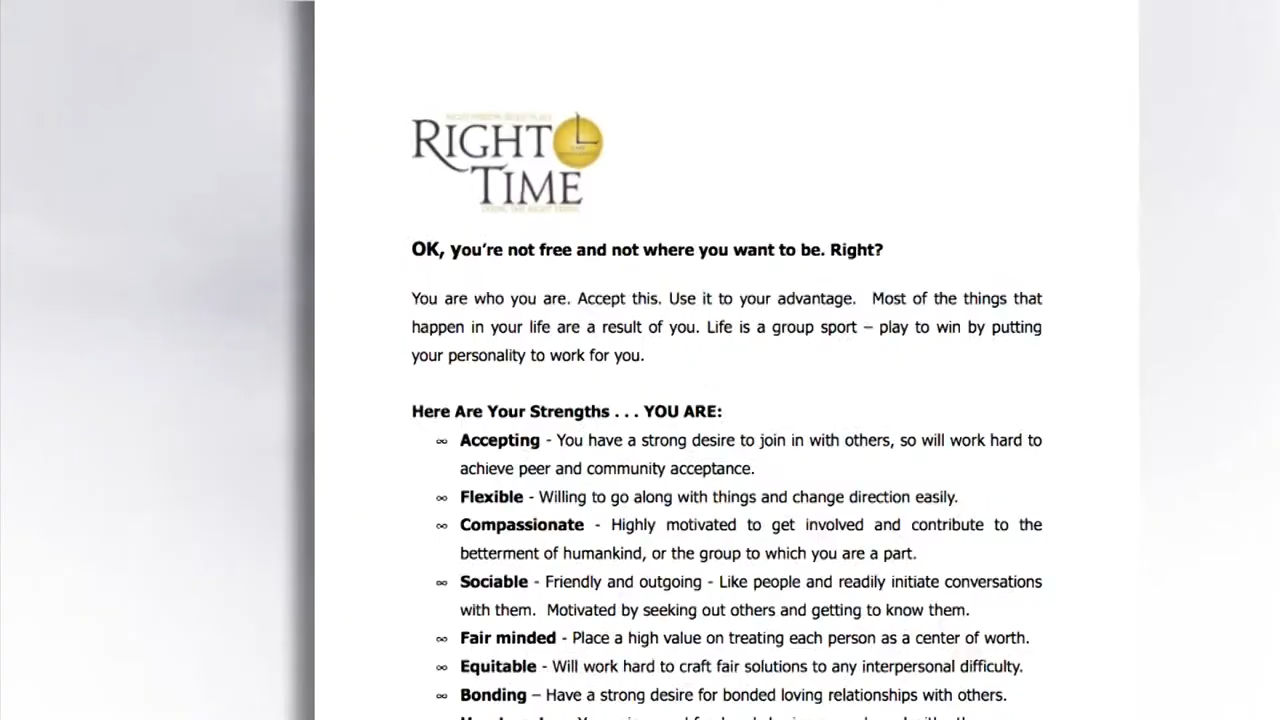 RIGHT
TIME
OK, you're not free and not where you want to be. Right?
You are who you are. Accept this. Use it to your advantage. Most of the things that
happen in your life are a result of you. Life is a group sport – play to win by putting
your personality to work for you.
Here Are Your Strengths . . . YOU ARE:
∞ Accepting - You have a strong desire to join in with others, so will work hard to
achieve peer and community acceptance.
∞ Flexible - Willing to go along with things and change direction easily.
∞ Compassionate - Highly motivated to get involved and contribute to the
betterment of humankind, or the group to which you are a part.
∞ Sociable - Friendly and outgoing - Like people and readily initiate conversations
with them. Motivated by seeking out others and getting to know them.
∞ Fair minded - Place a high value on treating each person as a center of worth.
∞ Equitable - Will work hard to craft fair solutions to any interpersonal difficulty.
∞ Bonding – Have a strong desire for bonded loving relationships with others.